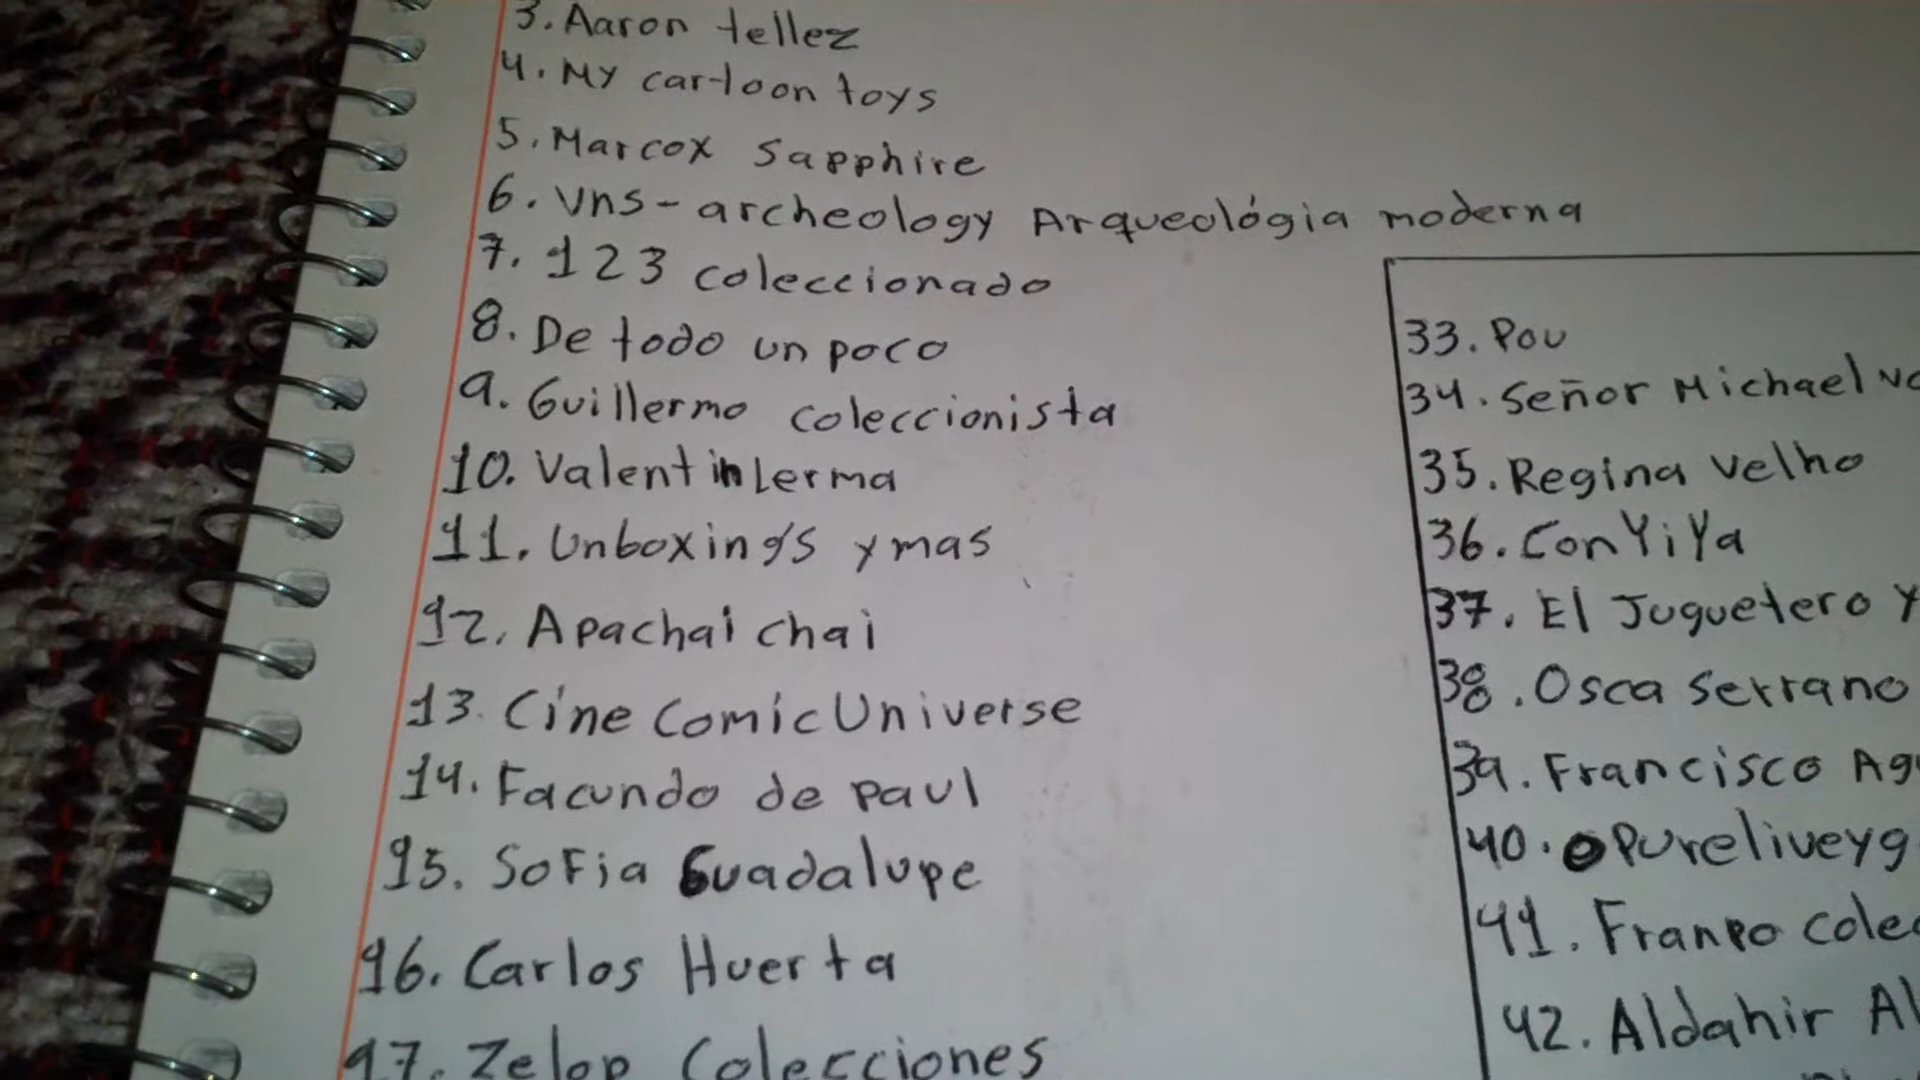 3. Aaron tellez
4. My cartoon toys
5. Marcox Sapphire
6. Vns-archeology Arqueológia moderna
7. 123 coleccionado
8. De todo un poco
9. Guillermo coleccionista
10. Valentin Lerma
11. Unboxings y mas
12. Apachai chai
13. Cine Comic Universe
14. Facundo de paul
15. Sofia Guadalupe
16. Carlos Huerta
17. Zelop Colecciones
33. Pou
34. Señor Michael
35. Regina Velho
36. Con Yi Ya
37. El Juguetero y
38. Osca Serrano
39. Francisco
40. Pureliveyg
41. Franpo
42. Aldahir